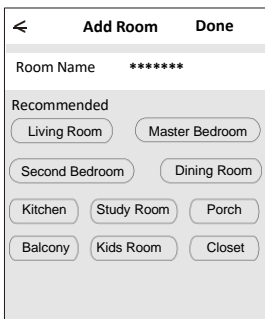 Add Room Done
Room Name *******
Recommended
Living Room Master Bedroom
Second Bedroom Dining Room
Kitchen Study Room Porch
Balcony Kids Room Closet